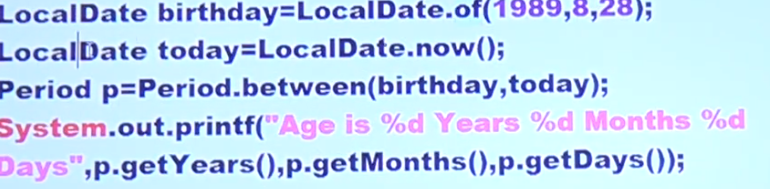 LocalDate birthday=LocalDate.of(1989,8,28);
LocalDate today=LocalDate.now();
Period p=Period.between(birthday,today);
System.out.printf("Age is %d Years %d Months %d
Days",p.getYears(),p.getMonths(),p.getDays());